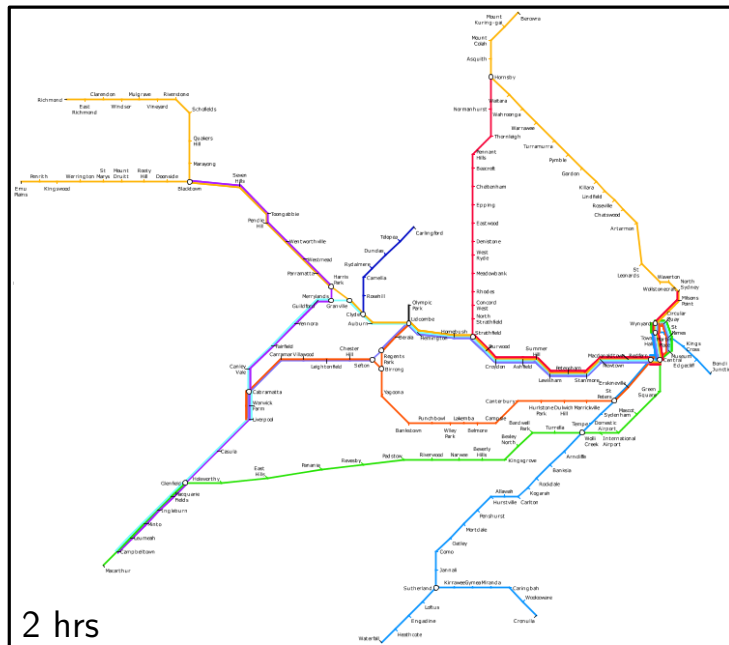 Mount
Kuring-gai
Berowra
Mount
Colah
Asquith
Hornsby
Waitara
Normanhurst
Wahroonga
Warrawee
Thornleigh
Turramurra
Pennant
Hills
Pymble
Beecroft
Gordon
Cheltenham
Killara
Lindfield
Epping
Roseville
Chatswood
Eastwood
Artarmon
Denistone
West
Ryde
St
Leonards
Meadowbank
Waverton
Wollstonecraft
North
Sydney
Milsons
Point
Rhodes
Concord
West
North
Strathfield
Richmond
East
Richmond
Clarendon
Windsor
Mulgrave
Vineyard
Riverstone
Schofields
Quakers
Hill
Marayong
Emu
Plains
Penrith
Kingswood
Werrington
St
Marys
Mount
Druitt
Rooty
Hill
Doonside
Blacktown
Seven
Hills
Toongabbie
Pendle
Hill
Wentworthville
Westmead
Parramatta
Harris
Park
Merrylands
Granville
Guildford
Clyde
Auburn
Carlingford
Telopea
Dundas
Rydalmere
Camellia
Rosehill
Olympic
Park
Lidcombe
Berala
Regents
Park
Birrong
Sefton
Chester
Hill
Leightonfield
Villawood
Carramar
Yennora
Fairfield
Canley
Vale
Cabramatta
Warwick
Farm
Liverpool
Casula
Glenfield
Macquarie
Fields
Ingleburn
Minto
Leumeah
Campbelltown
Macarthur
Holsworthy
East
Hills
Panania
Revesby
Padstow
Riverwood
Narwee
Beverly
Hills
Kingsgrove
Bexley
North
Bardwell
Park
Turrella
Wolli
Creek
International
Airport
Domestic
Airport
Mascot
Green
Square
Yagoona
Bankstown
Punchbowl
Wiley
Park
Lakemba
Belmore
Campsie
Canterbury
Hurlstone
Park
Dulwich
Hill
Marrickville
Sydenham
St
Peters
Erskineville
Tempe
Homebush
Flemington
Strathfield
Burwood
Croydon
Ashfield
Summer
Hill
Lewisham
Petersham
Stanmore
Newtown
Macdonaldtown
Redfern
Central
Museum
Town
Hall
Wynyard
Circular
Quay
St
James
Kings
Cross
Edgecliff
Bondi
Junction
Arncliffe
Banksia
Rockdale
Kogarah
Carlton
Allawah
Hurstville
Penshurst
Mortdale
Oatley
Como
Jannali
Sutherland
Kirrawee
Gymea
Miranda
Caringbah
Woolooware
Cronulla
Loftus
Engadine
Heathcote
Waterfall
2 hrs